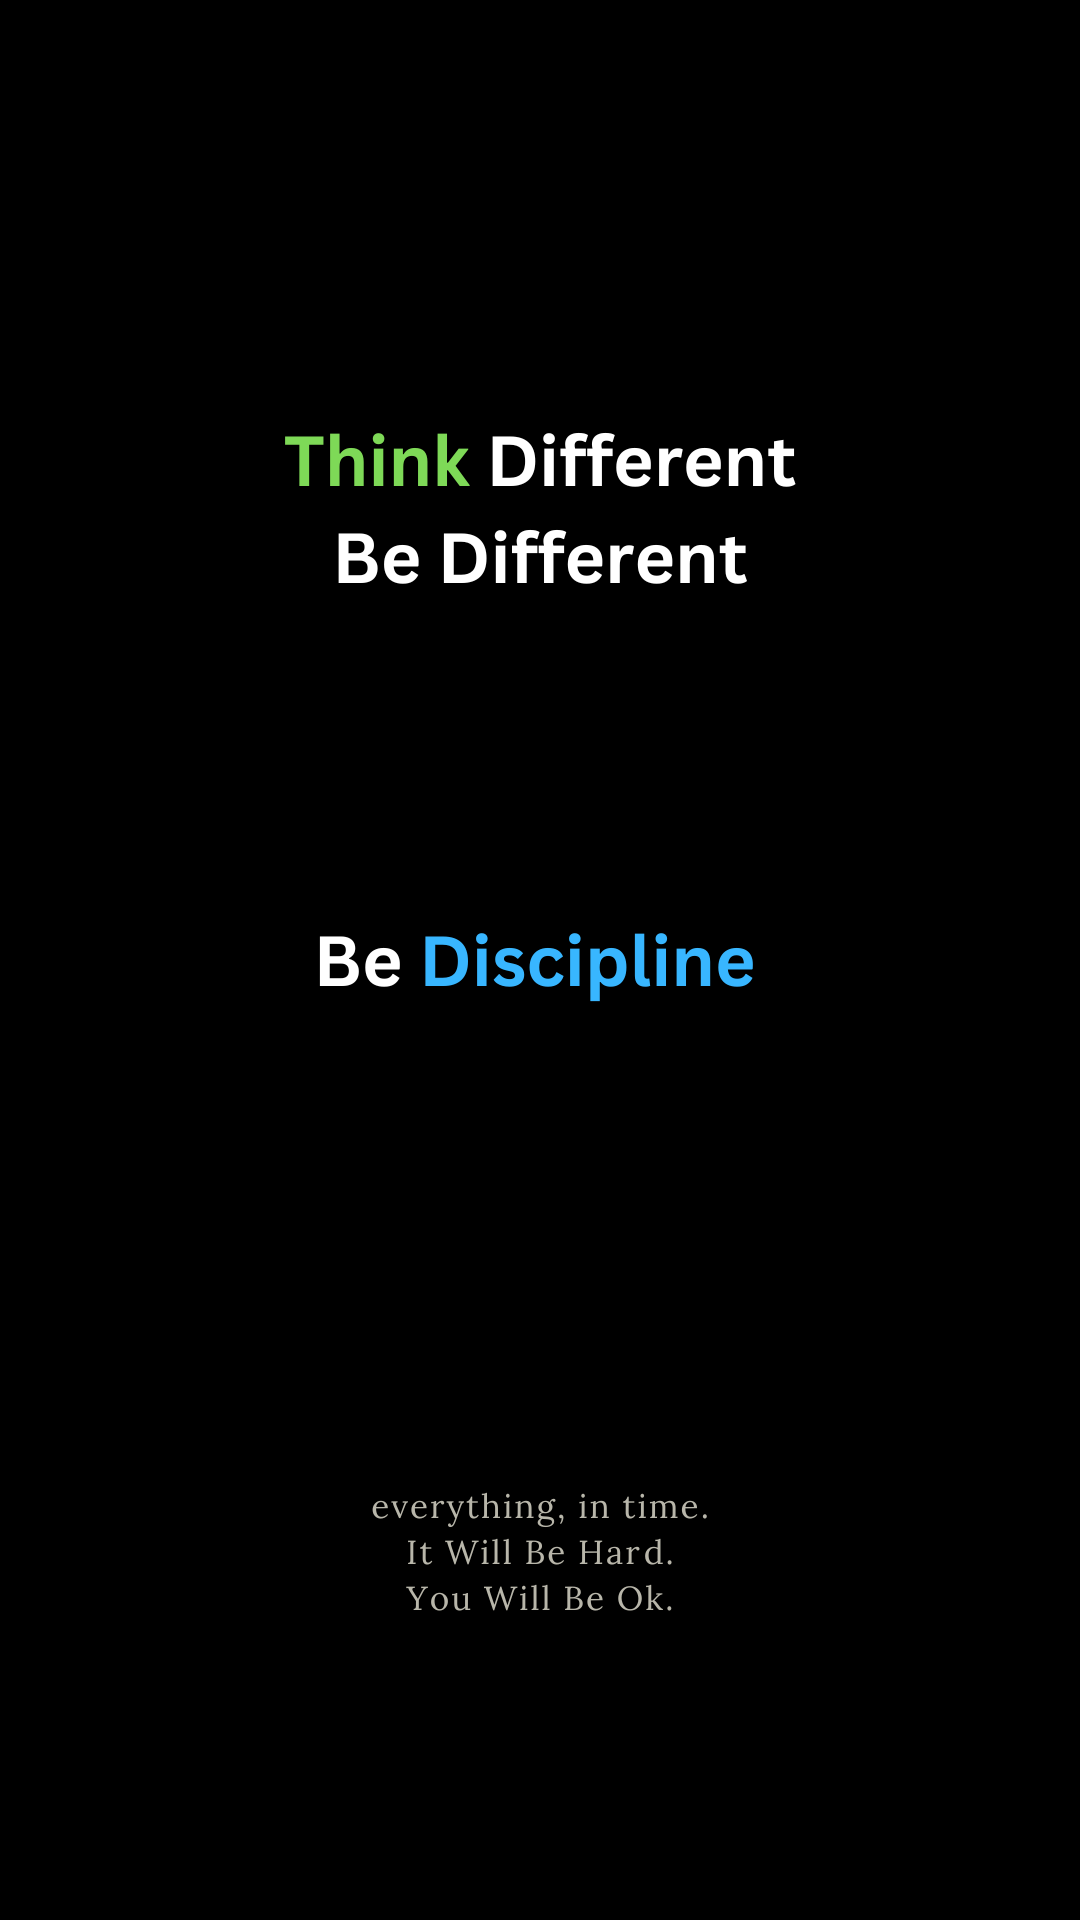 Think Different
Be Different
Be Discipline
everything, in time.
It Will Be Hard.
You Will Be Ok.